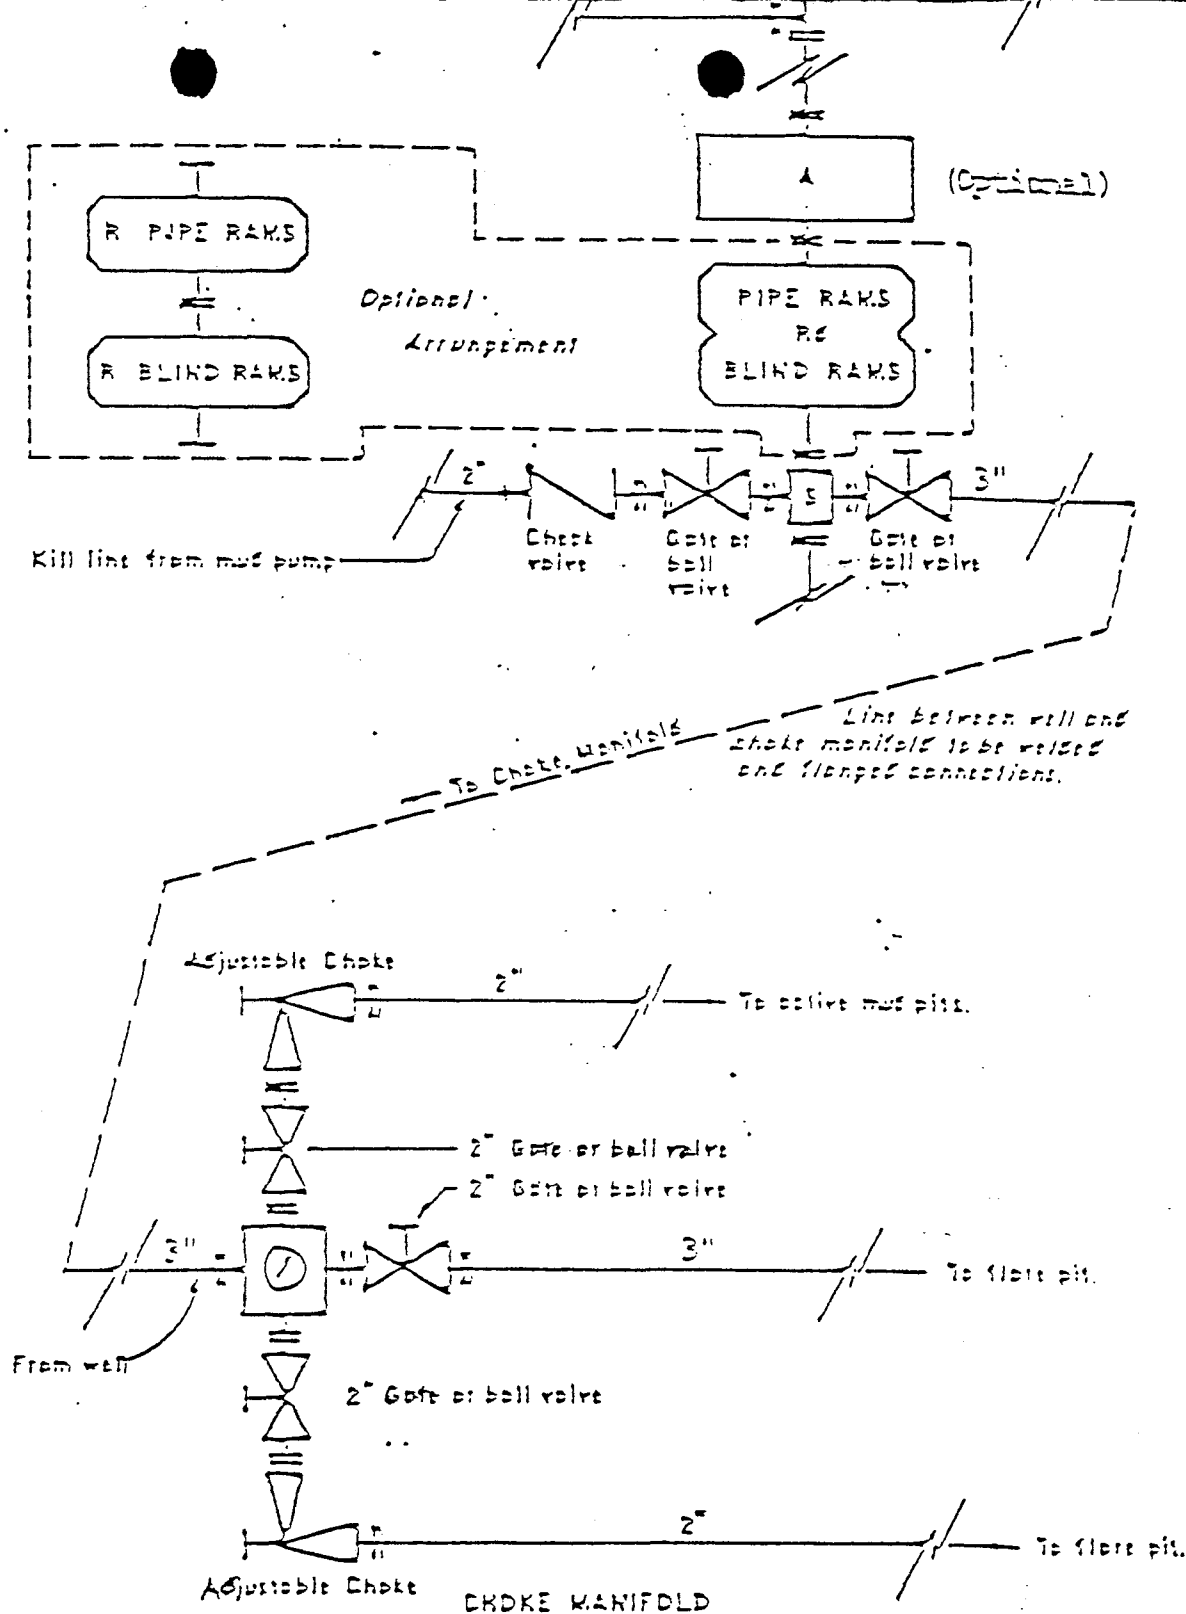 A
(Optional)
R PIPE RAMS
PIPE RAMS
Optional
Arrangement
Rd
R BLIND RAMS
BLIND RAMS
2"
3"
S
Kill line from mud pump
Check
valve
Gate or
ball
valve
Gate or
ball valve
Line between well and
choke manifold to be welded
and flanged connections.
To Choke Manifold
Adjustable Choke
2"
To active mud pits.
2" Gate or ball valve
2" Gate or ball valve
3"
3"
To flare pit.
From well
2" Gate or ball valve
2"
To flare pit.
Adjustable Choke
CHOKE MANIFOLD